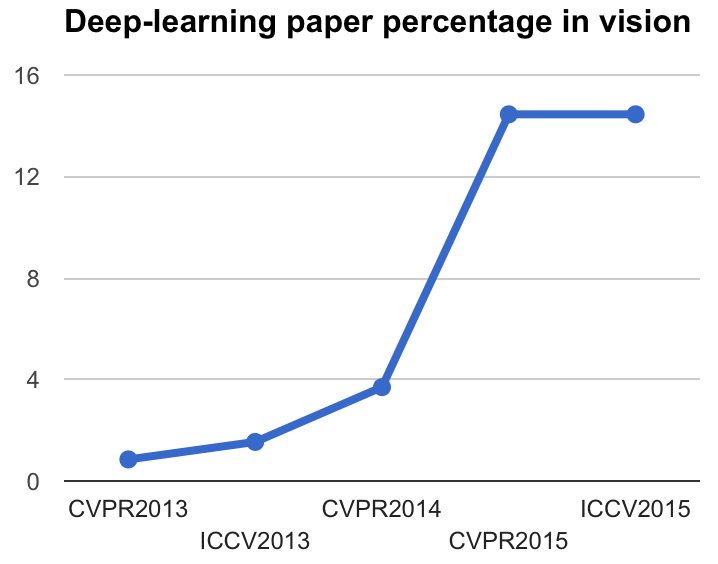 Deep-learning paper percentage in vision
16
12
8
4
0
CVPR2013
ICCV2013
CVPR2014
CVPR2015
ICCV2015